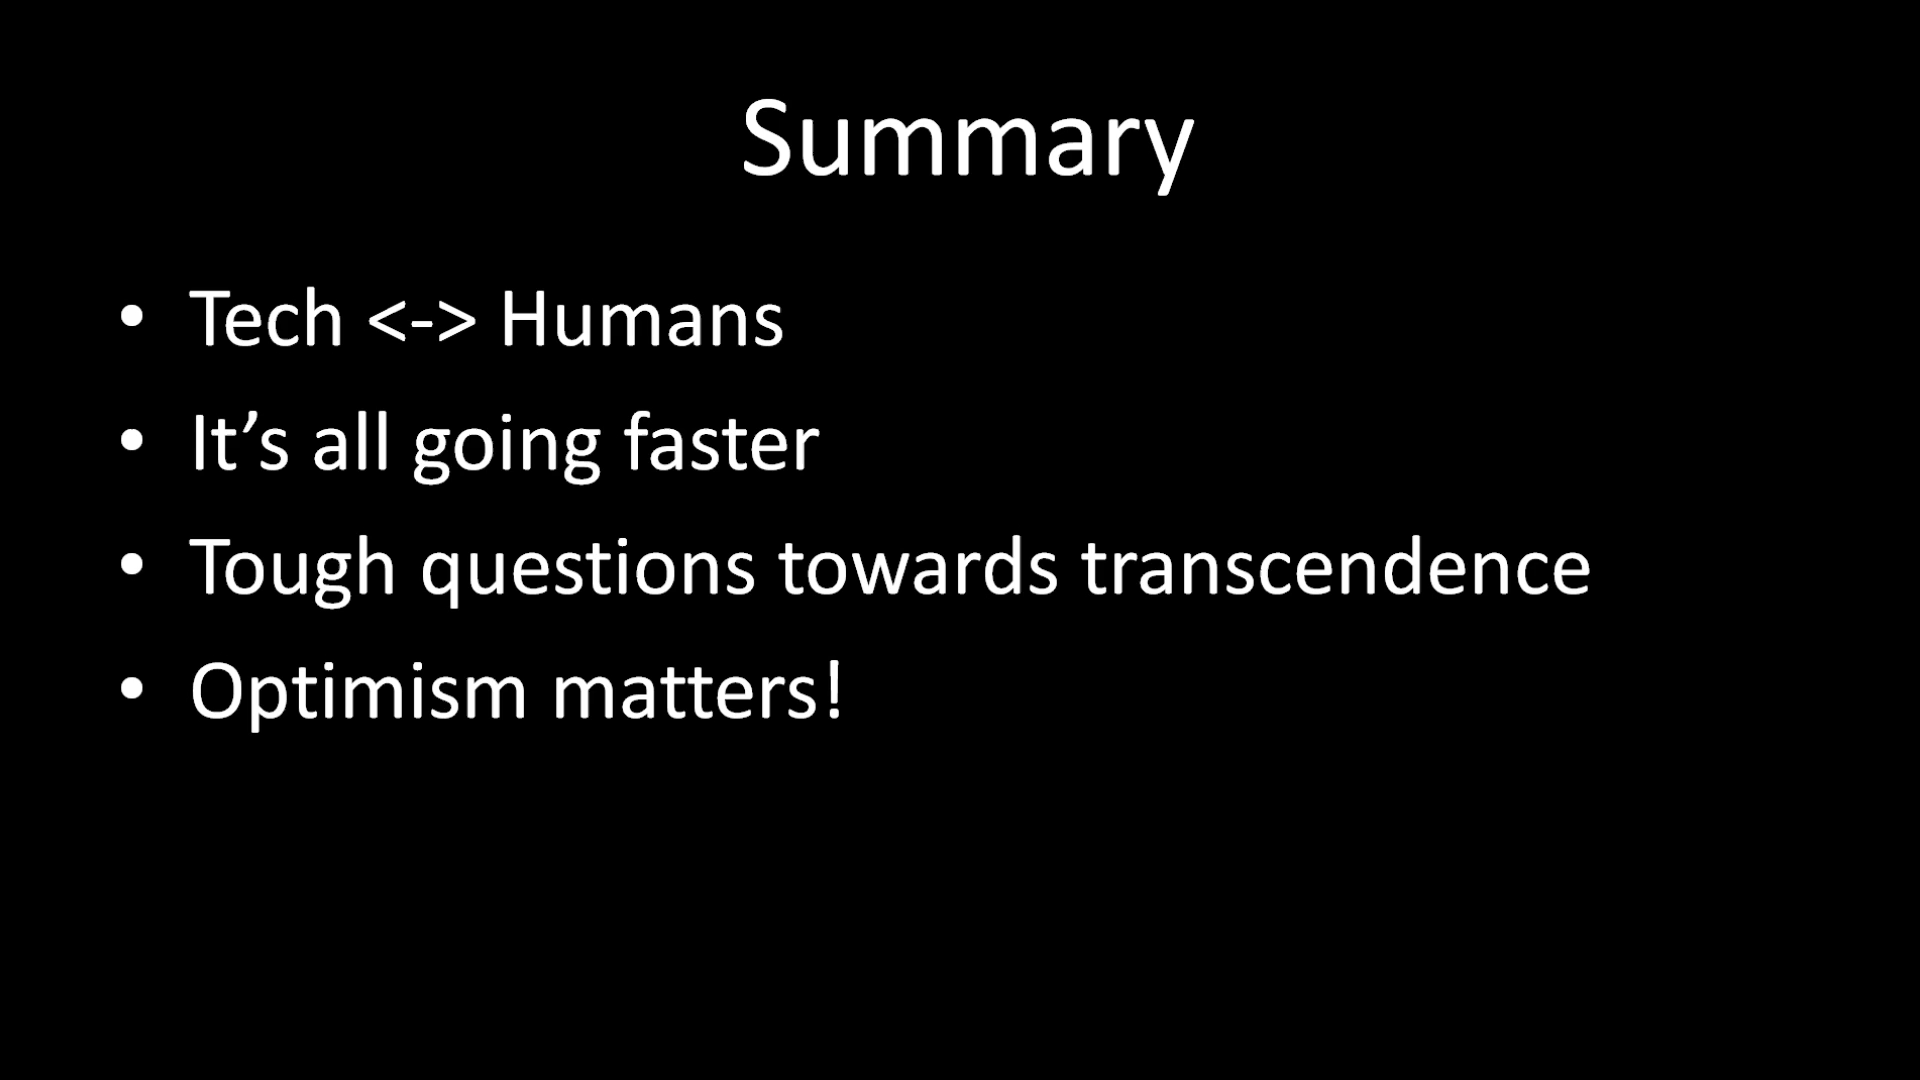 Summary
• Tech <-> Humans
• It’s all going faster
• Tough questions towards transcendence
• Optimism matters!